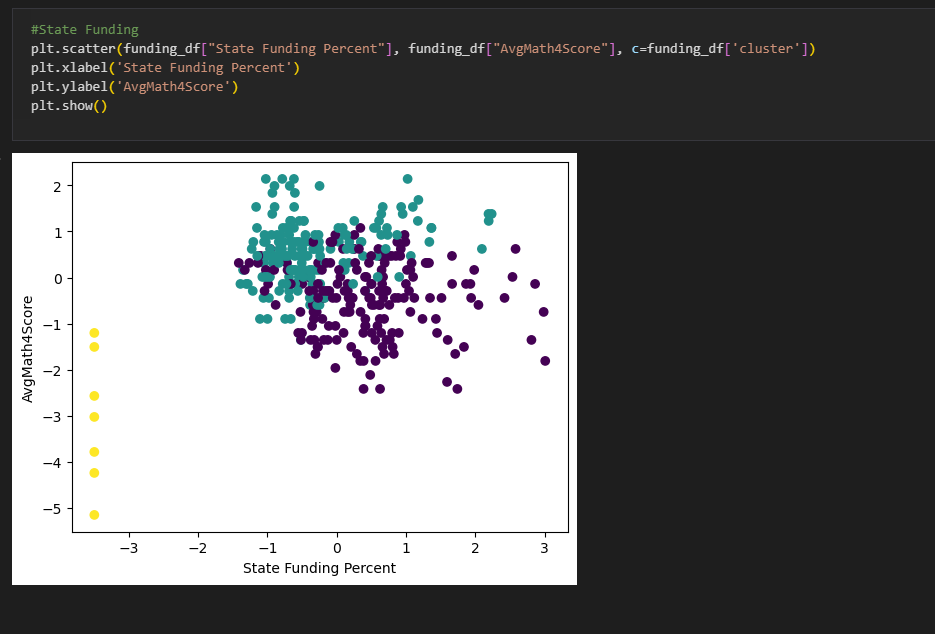 #State Funding
plt.scatter(funding_df["State Funding Percent"], funding_df["AvgMath4Score"], c=funding_df['cluster'])
plt.xlabel('State Funding Percent')
plt.ylabel('AvgMath4Score')
plt.show()
AvgMath4Score
2
1
0
−1
−2
−3
−4
−5
−3 −2 −1 0 1 2 3
State Funding Percent